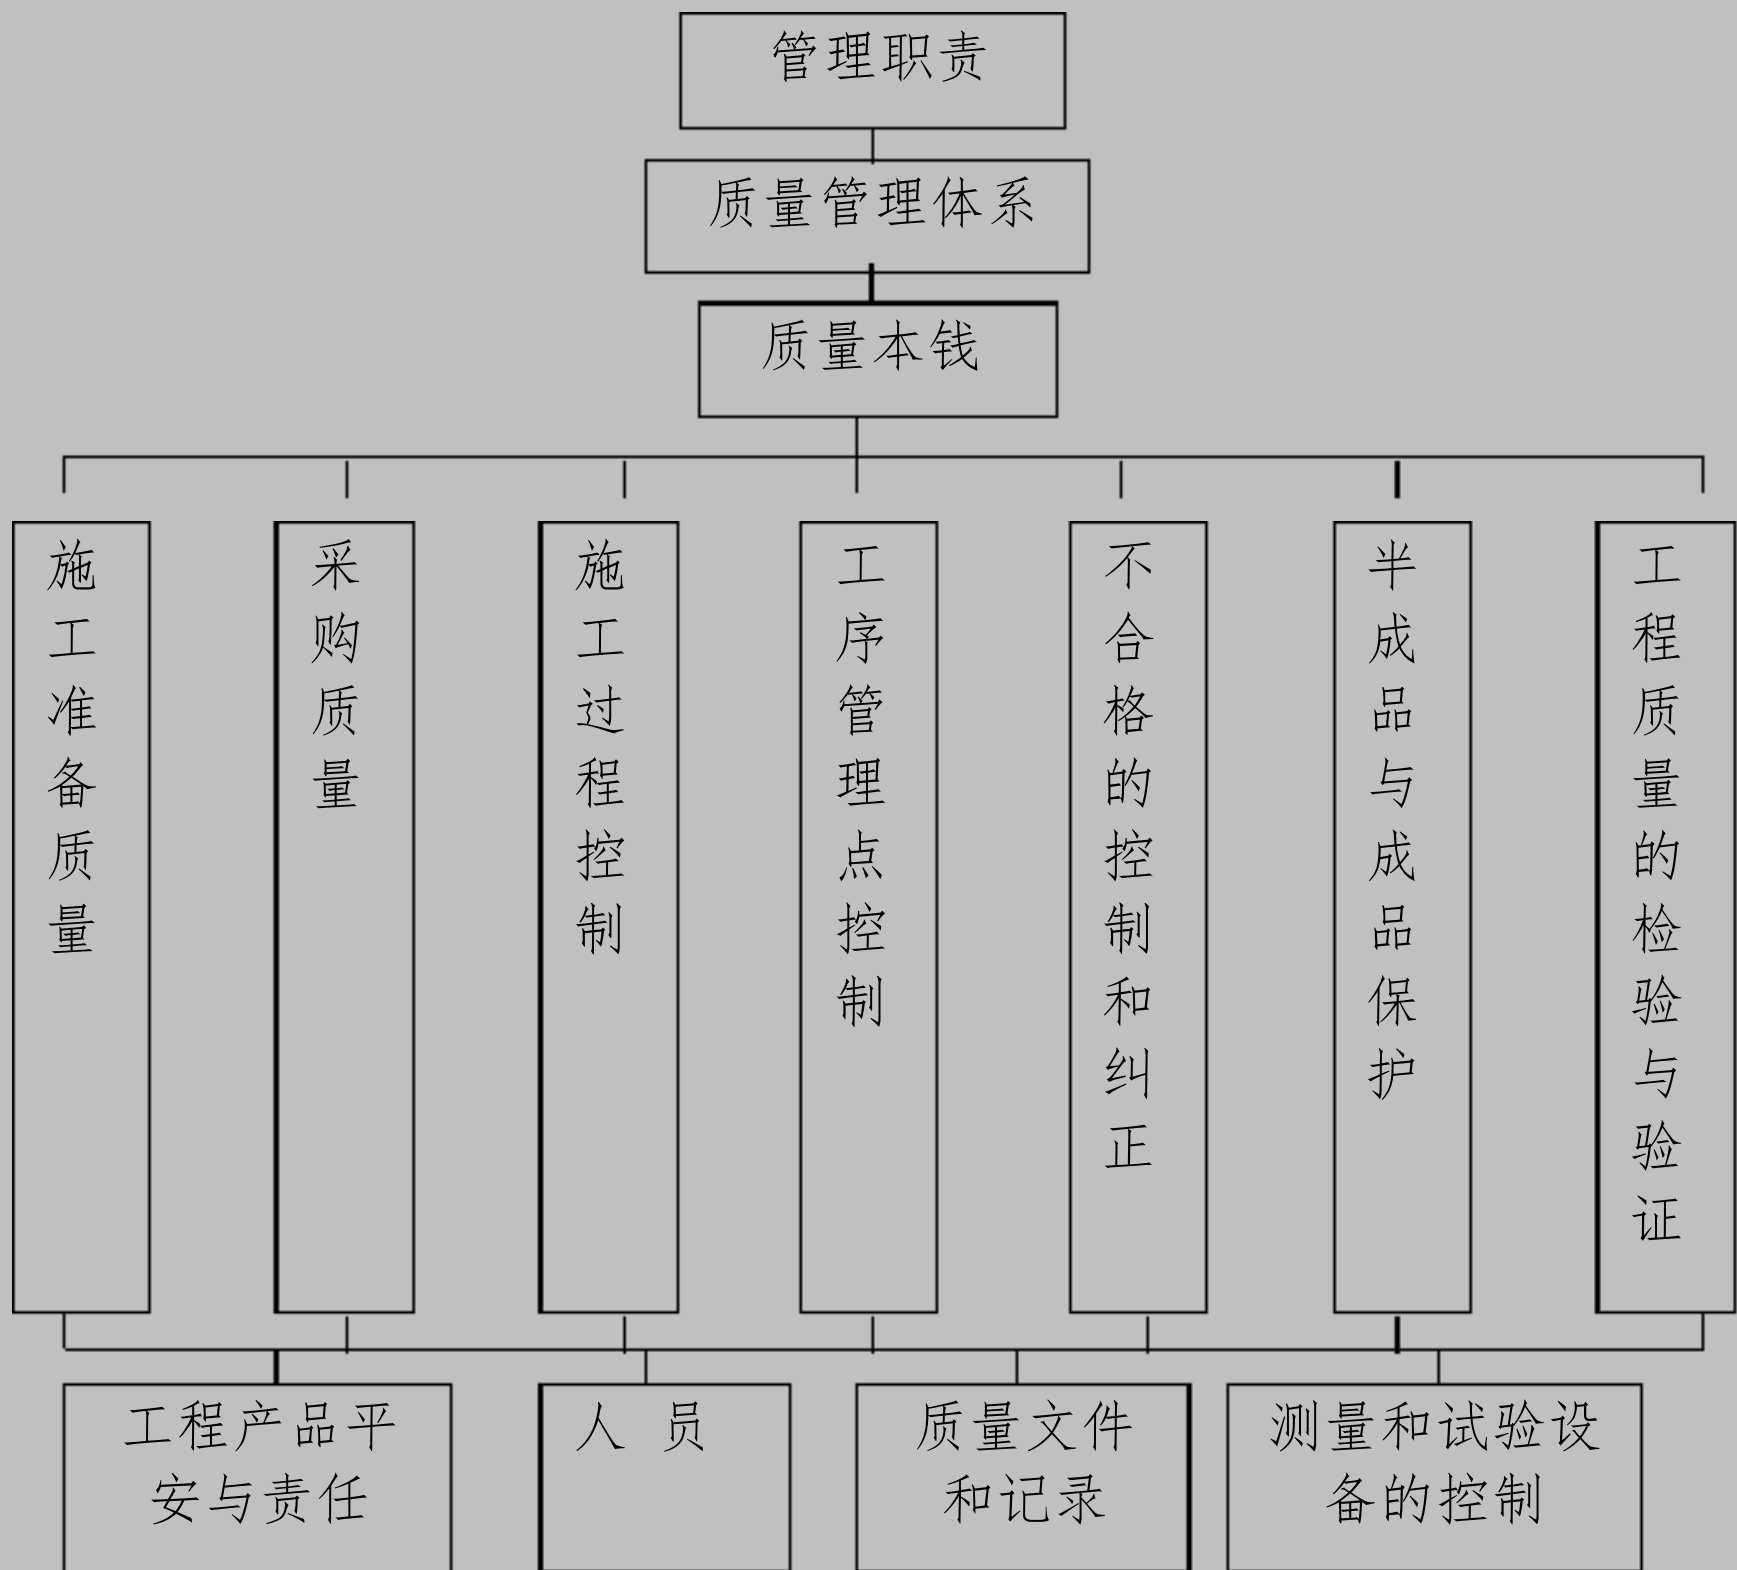 管理职责
质量管理体系
质量本钱
施工准备质量
采购质量
施工过程控制
工序管理点控制
不合格的控制和纠正
半成品与成品保护
工程质量的检验与验证
工程产品平
安与责任
人 员
质量文件
和记录
测量和试验设
备的控制